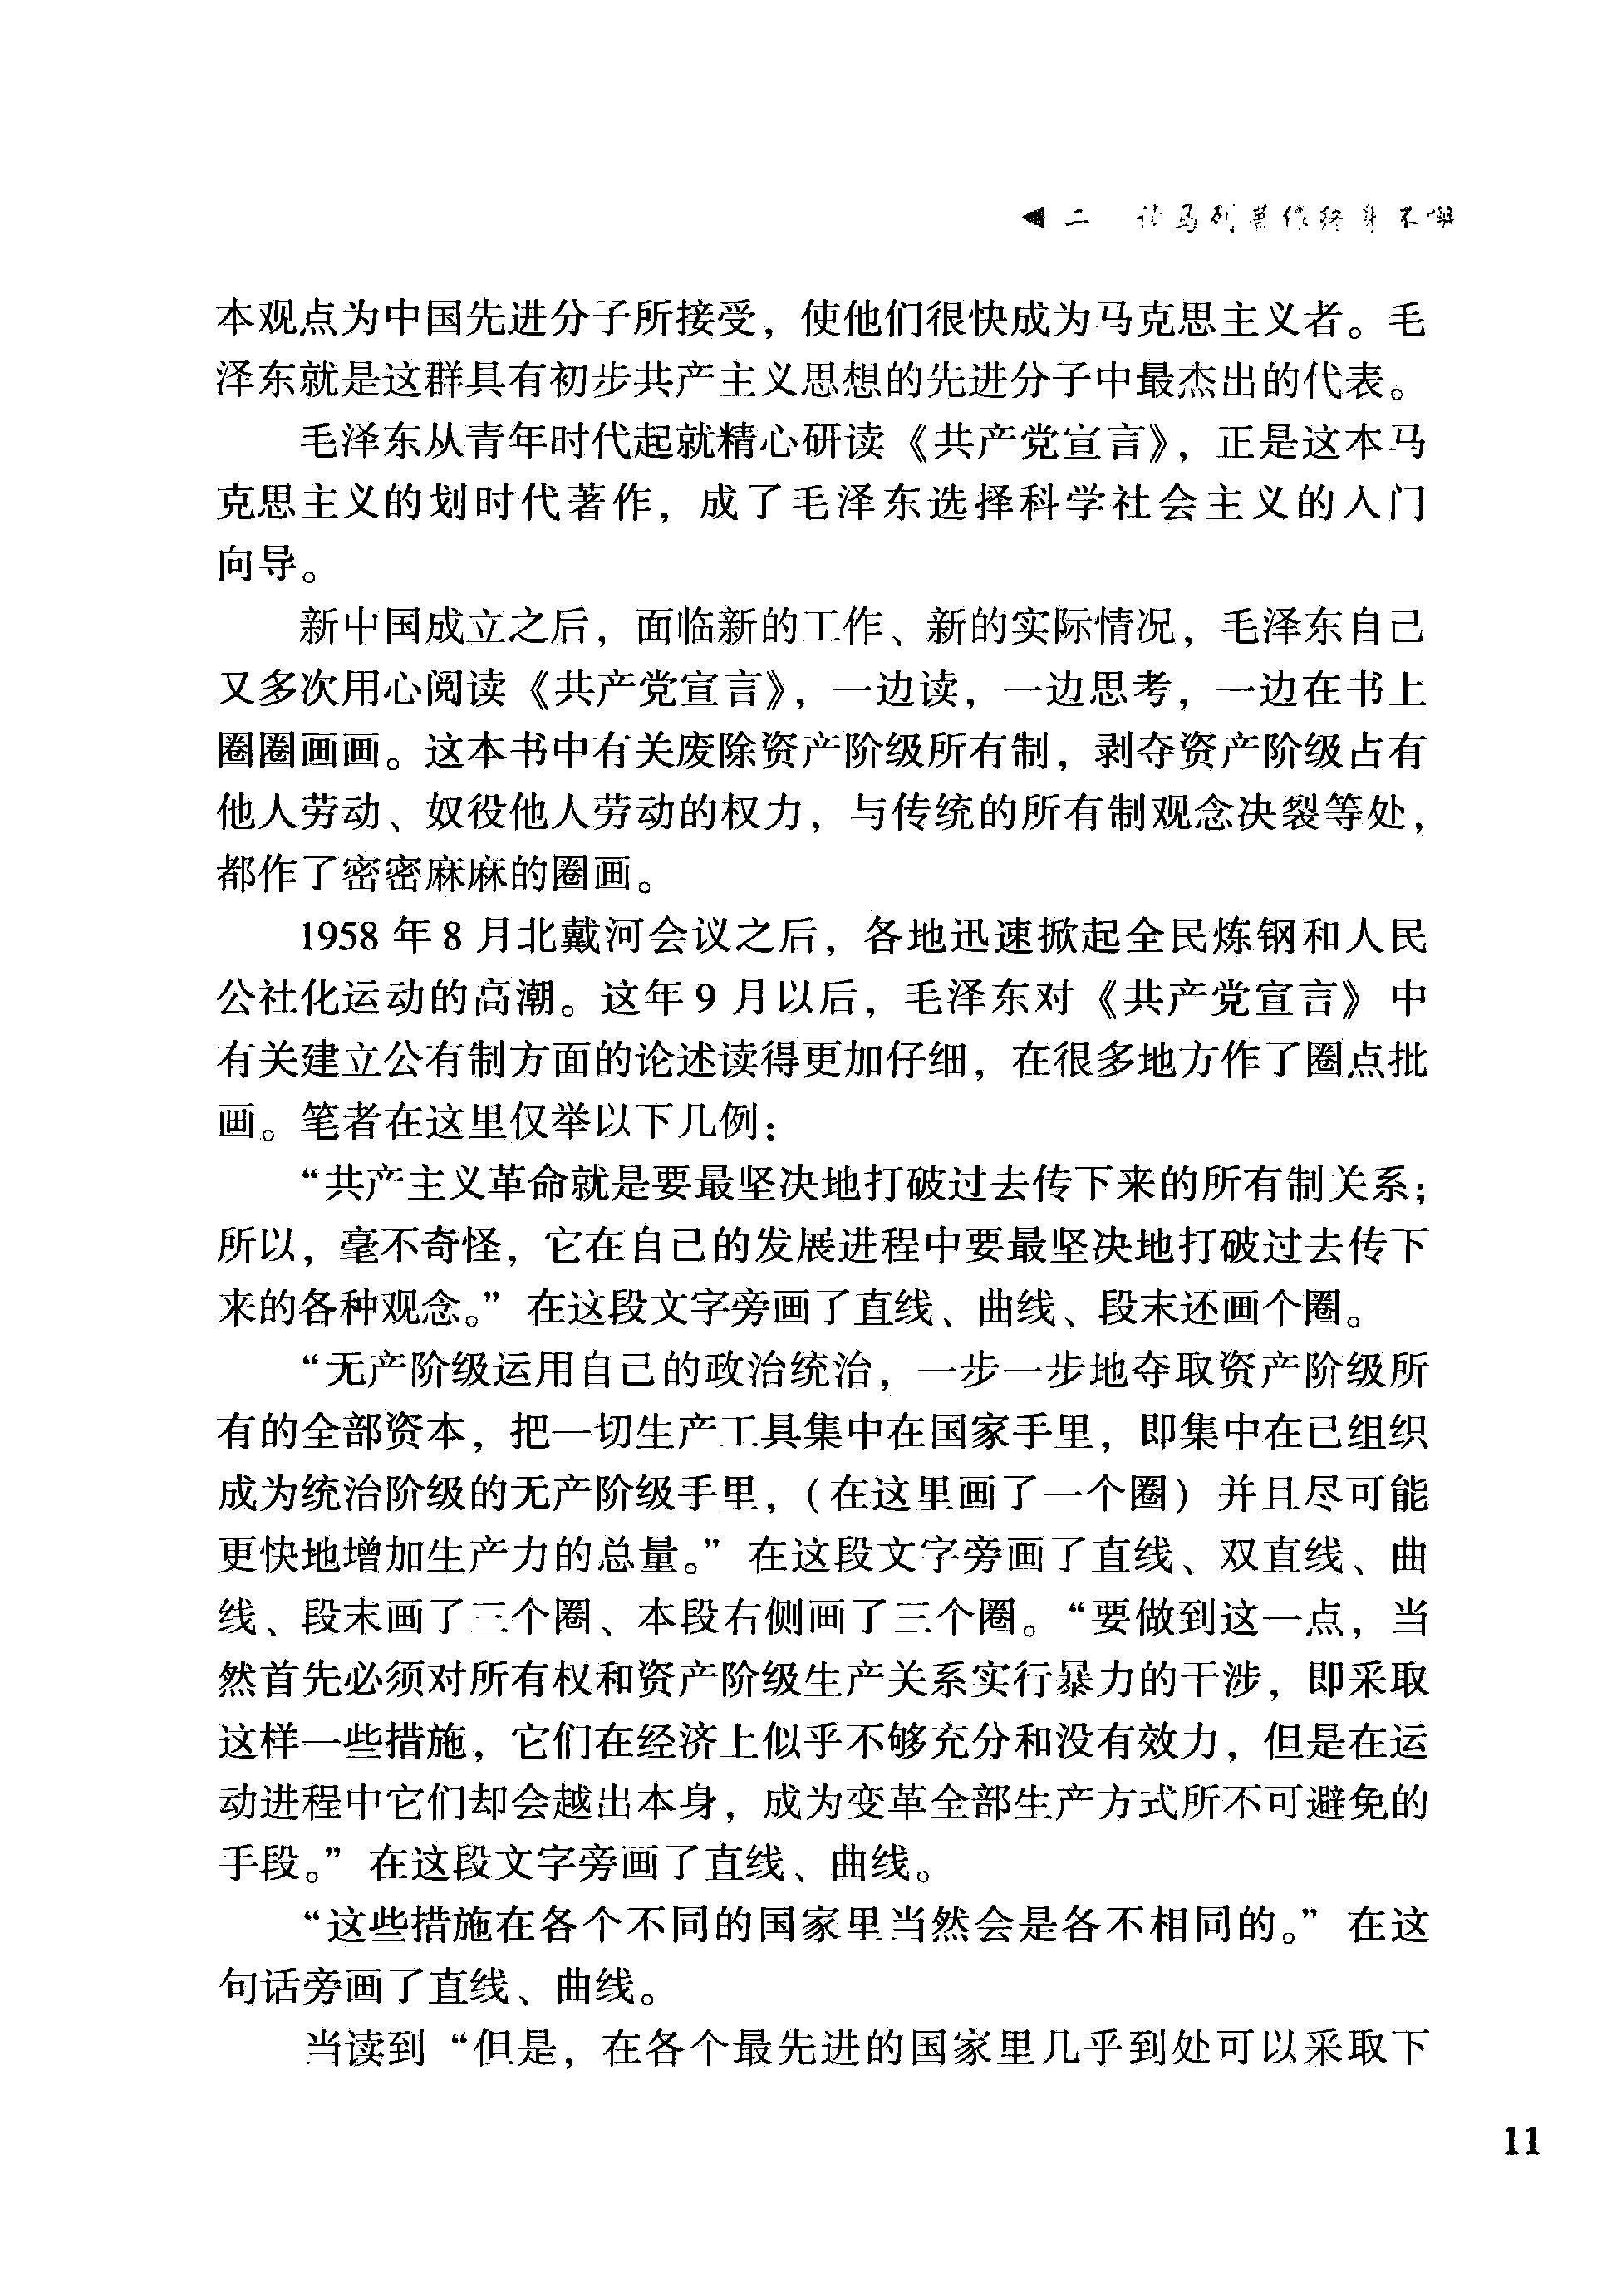 ◀ 二 读马列著作终身不懈
本观点为中国先进分子所接受，使他们很快成为马克思主义者。毛
泽东就是这群具有初步共产主义思想的先进分子中最杰出的代表。
毛泽东从青年时代起就精心研读《共产党宣言》，正是这本马
克思主义的划时代著作，成了毛泽东选择科学社会主义的入门
向导。
新中国成立之后，面临新的工作、新的实际情况，毛泽东自己
又多次用心阅读《共产党宣言》，一边读，一边思考，一边在书上
圈圈画画。这本书中有关废除资产阶级所有制，剥夺资产阶级占有
他人劳动、奴役他人劳动的权力，与传统的所有制观念决裂等处，
都作了密密麻麻的圈画。
1958 年 8 月北戴河会议之后，各地迅速掀起全民炼钢和人民
公社化运动的高潮。这年 9 月以后，毛泽东对《共产党宣言》中
有关建立公有制方面的论述读得更加仔细，在很多地方作了圈点批
画。笔者在这里仅举以下几例：
“共产主义革命就是要最坚决地打破过去传下来的所有制关系；
所以，毫不奇怪，它在自己的发展进程中要最坚决地打破过去传下
来的各种观念。”在这段文字旁画了直线、曲线、段末还画个圈。
“无产阶级运用自己的政治统治，一步一步地夺取资产阶级所
有的全部资本，把一切生产工具集中在国家手里，即集中在已组织
成为统治阶级的无产阶级手里，（在这里画了一个圈）并且尽可能
更快地增加生产力的总量。”在这段文字旁画了直线、双直线、曲
线、段末画了三个圈、本段右侧画了三个圈。“要做到这一点，当
然首先必须对所有权和资产阶级生产关系实行暴力的干涉，即采取
这样一些措施，它们在经济上似乎不够充分和没有效力，但是在运
动进程中它们却会越出本身，成为变革全部生产方式所不可避免的
手段。”在这段文字旁画了直线、曲线。
“这些措施在各个不同的国家里当然会是各不相同的。”在这
句话旁画了直线、曲线。
当读到“但是，在各个最先进的国家里几乎到处可以采取下
11